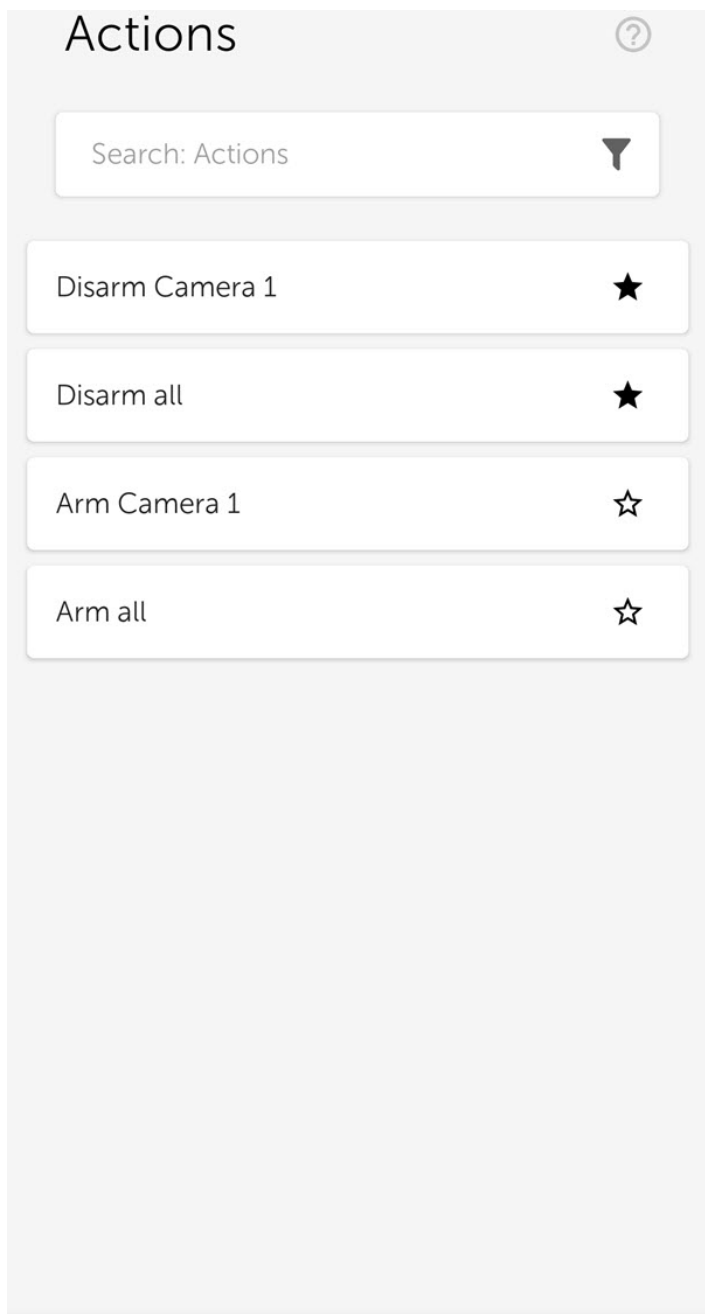 Actions
Search: Actions
Disarm Camera 1
Disarm all
Arm Camera 1
Arm all